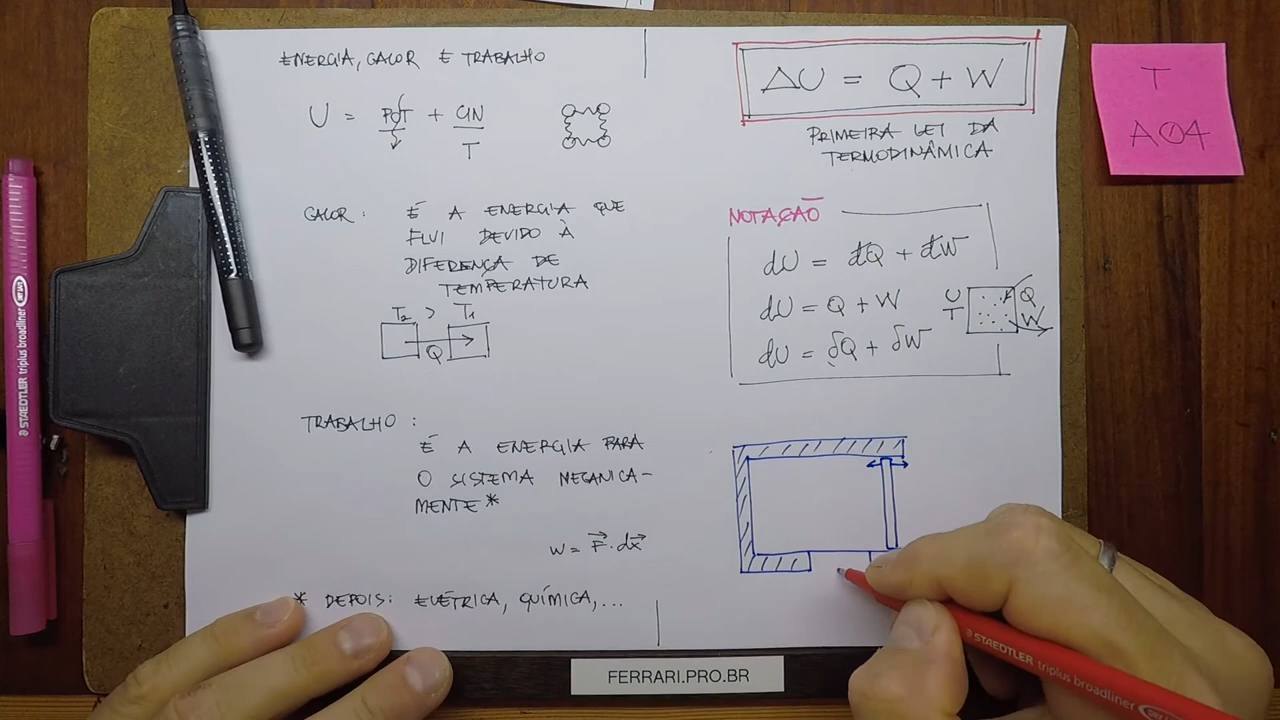 ENERGIA, CALOR E TRABALHO
U = POT + CIN
T
CALOR: É A ENERGIA QUE
FLUI DEVIDO À
DIFERENÇA DE
TEMPERATURA
T₂ > T₁
Q
TRABALHO:
É A ENERGIA PARA
O SISTEMA MECANICA-
MENTE*
W = F⃗ · dx⃗
* DEPOIS: ELÉTRICA, QUÍMICA, ...
ΔU = Q + W
PRIMEIRA LEI DA
TERMODINÂMICA
NOTAÇÃO
dU = đQ + đW
dU = Q + W
dU = δQ + δW
U
T
Q
W
T
A04
FERRARI.PRO.BR
STAEDTLER triplus broadliner
STAEDTLER triplus broadliner